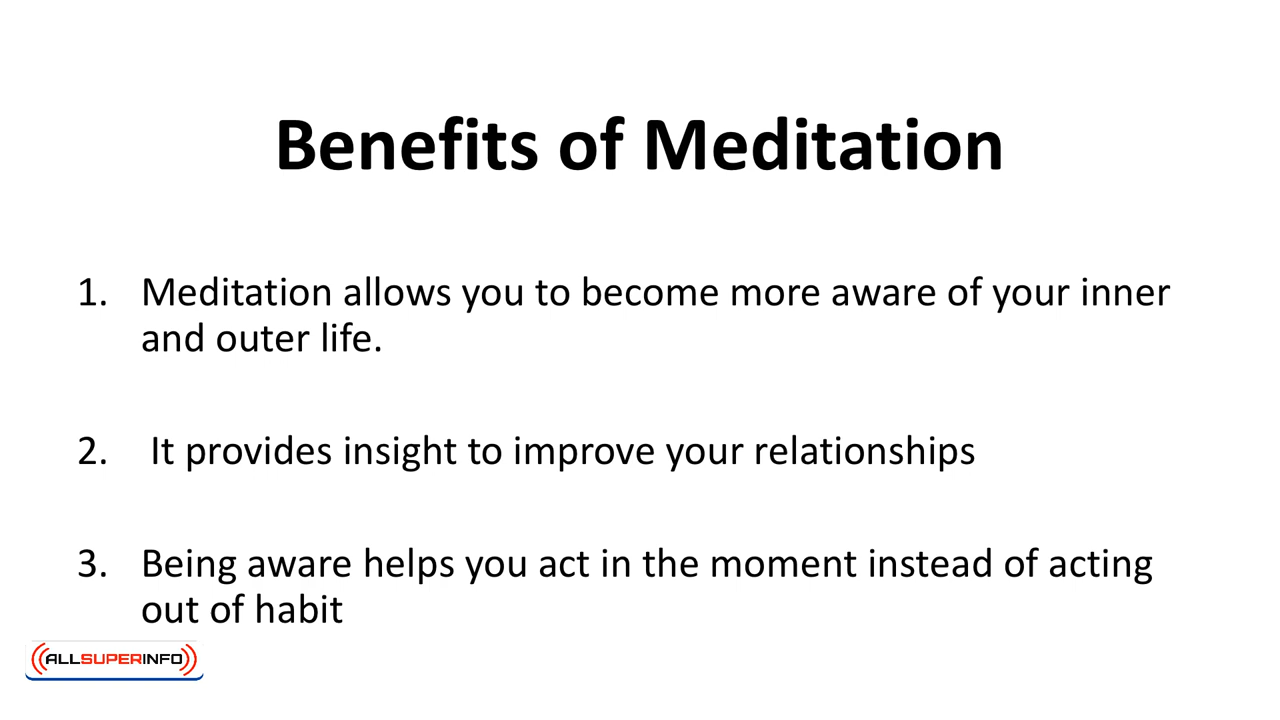 Benefits of Meditation
1. Meditation allows you to become more aware of your inner
and outer life.
2. It provides insight to improve your relationships
3. Being aware helps you act in the moment instead of acting
out of habit
ALLSUPERINFO